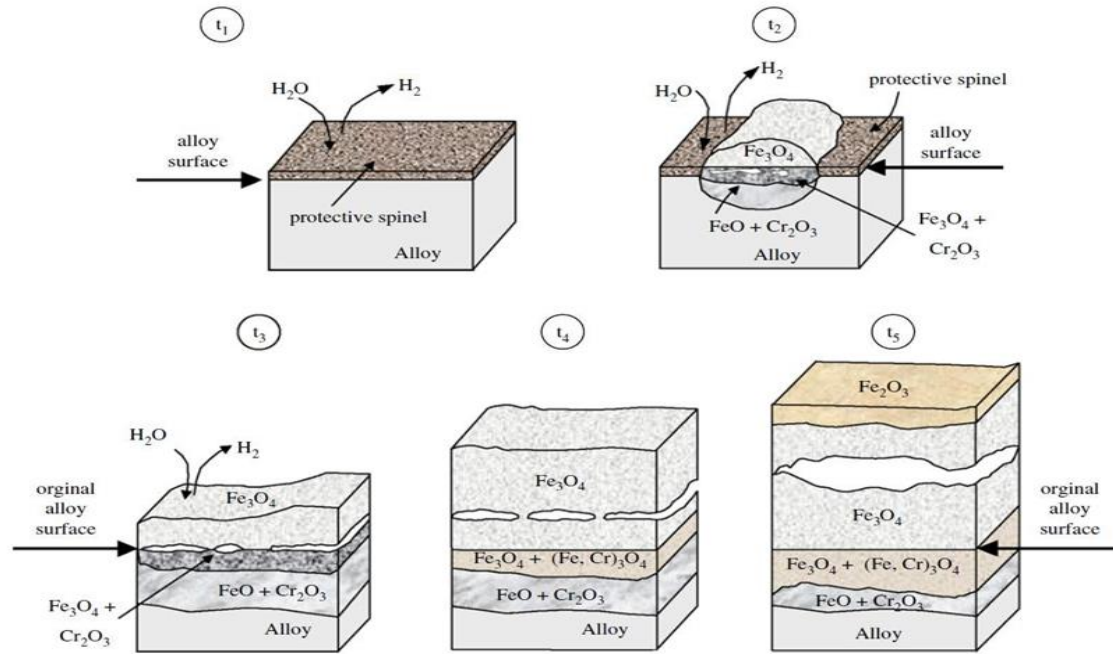 t₁
H₂O
H₂
alloy
surface
protective spinel
Alloy
t₂
H₂O
H₂
protective spinel
Fe₃O₄
alloy
surface
FeO + Cr₂O₃
Fe₃O₄ +
Cr₂O₃
Alloy
t₃
H₂O
H₂
Fe₃O₄
orginal
alloy
surface
Fe₃O₄ +
Cr₂O₃
FeO + Cr₂O₃
Alloy
t₄
Fe₃O₄
Fe₃O₄ + (Fe, Cr)₃O₄
FeO + Cr₂O₃
Alloy
t₅
Fe₂O₃
Fe₃O₄
orginal
alloy
surface
Fe₃O₄ + (Fe, Cr)₃O₄
FeO + Cr₂O₃
Alloy